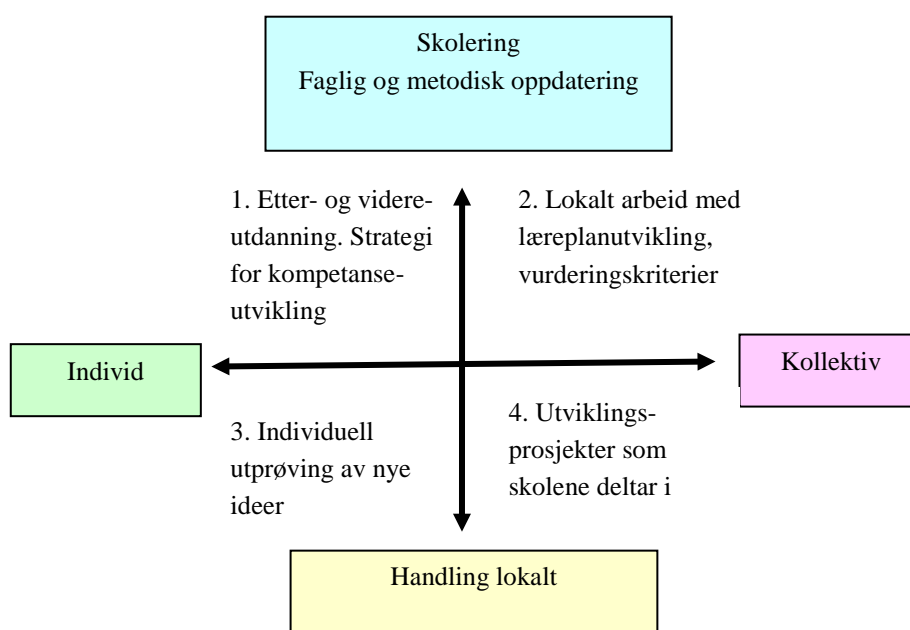 Skolering
Faglig og metodisk oppdatering
1. Etter- og videre-
utdanning. Strategi
for kompetanse-
utvikling
2. Lokalt arbeid med
læreplanutvikling,
vurderingskriterier
Individ
Kollektiv
3. Individuell
utprøving av nye
ideer
4. Utviklings-
prosjekter som
skolene deltar i
Handling lokalt